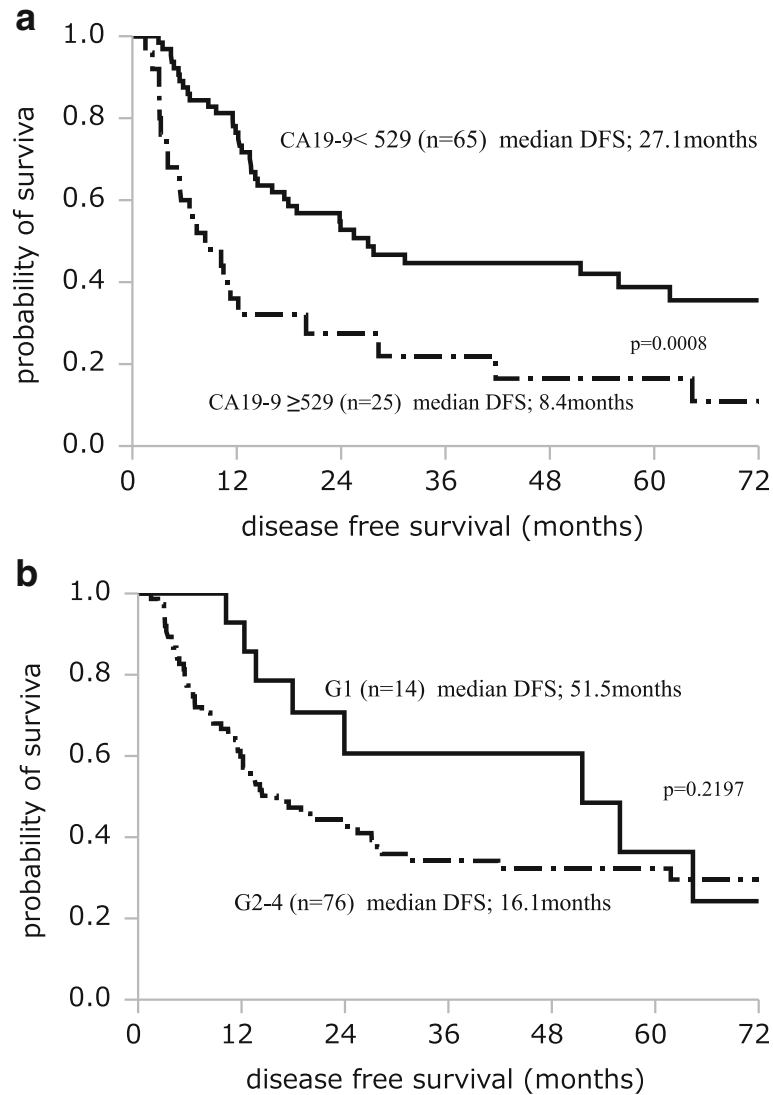 a
1.0
0.8
0.6
0.4
0.2
0.0
probability of surviva
CA19-9< 529 (n=65) median DFS; 27.1months
p=0.0008
CA19-9 ≥529 (n=25) median DFS; 8.4months
0 12 24 36 48 60 72
disease free survival (months)
b
1.0
0.8
0.6
0.4
0.2
0.0
probability of surviva
G1 (n=14) median DFS; 51.5months
p=0.2197
G2-4 (n=76) median DFS; 16.1months
0 12 24 36 48 60 72
disease free survival (months)